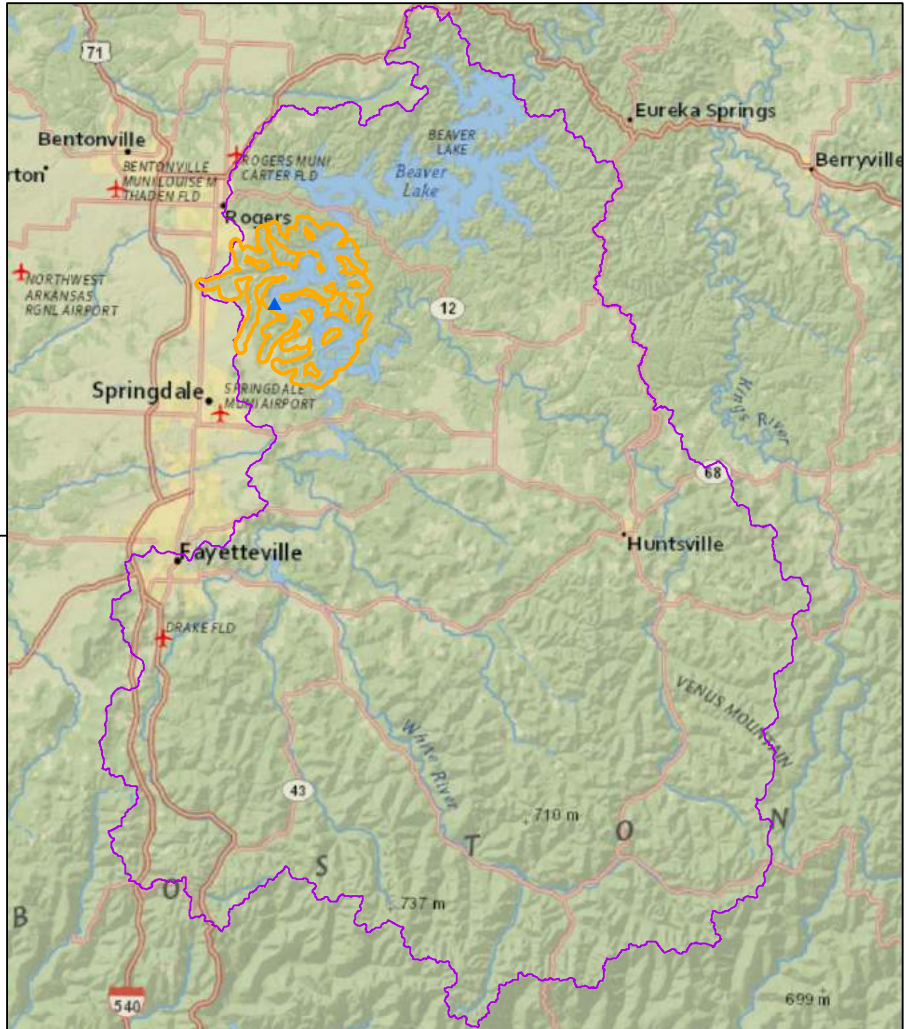 71
Eureka Springs
BEAVER
LAKE
Bentonville
ROGERS MUNI
CARTER FLD
BENTONVILLE
MUNI LOUISE M
THADEN FLD
Berryville
rton
Beaver
Lake
Rogers
NORTHWEST
ARKANSAS
RGNL AIRPORT
12
Springdale
SPRINGDALE
MUNI AIRPORT
Kings River
68
Huntsville
Fayetteville
DRAKE FLD
VENUS MOUNTAIN
White River
43
710 m
B O S T O N
737 m
699 m
540